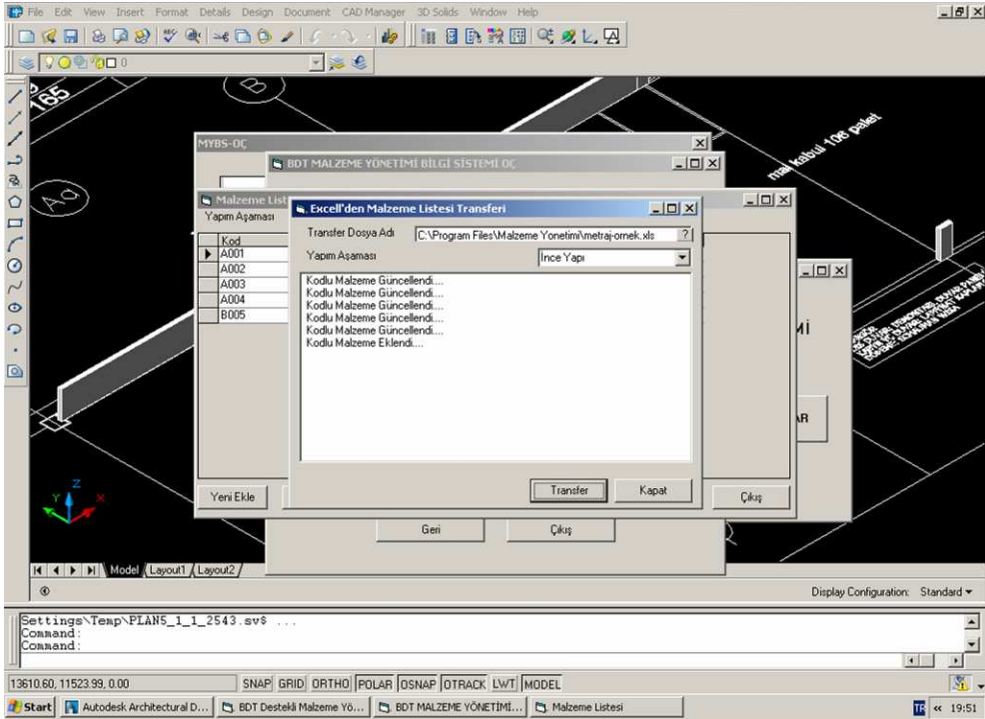 File Edit View Insert Format Details Design Document CAD Manager 3D Solids Window Help
0
165
B
Ag
mal kabul 106 palet
MYBS-OÇ
BDT MALZEME YÖNETİMİ BİLGİ SİSTEMİ OÇ
Malzeme List
Yapım Aşaması
Kod
A001
A002
A003
A004
B005
Excell'den Malzeme Listesi Transferi
Transfer Dosya Adı C:\Program Files\Malzeme Yonetimi\metraj-ornek.xls ?
Yapım Aşaması İnce Yapı
Kodlu Malzeme Güncellendi....
Kodlu Malzeme Güncellendi....
Kodlu Malzeme Güncellendi....
Kodlu Malzeme Güncellendi....
Kodlu Malzeme Güncellendi....
Kodlu Malzeme Eklendi....
Transfer Kapat
Yeni Ekle Çıkış
Mİ
AR
Geri Çıkış
Z
Y X
Model Layout1 Layout2
Display Configuration: Standard
Settings\Temp\PLAN5_1_1_2543.sv$ ...
Command:
Command:
13610.60, 11523.99, 0.00 SNAP GRID ORTHO POLAR OSNAP OTRACK LWT MODEL
Start Autodesk Architectural D... BDT Destekli Malzeme Yö... BDT MALZEME YÖNETİMİ... Malzeme Listesi TR « 19:51